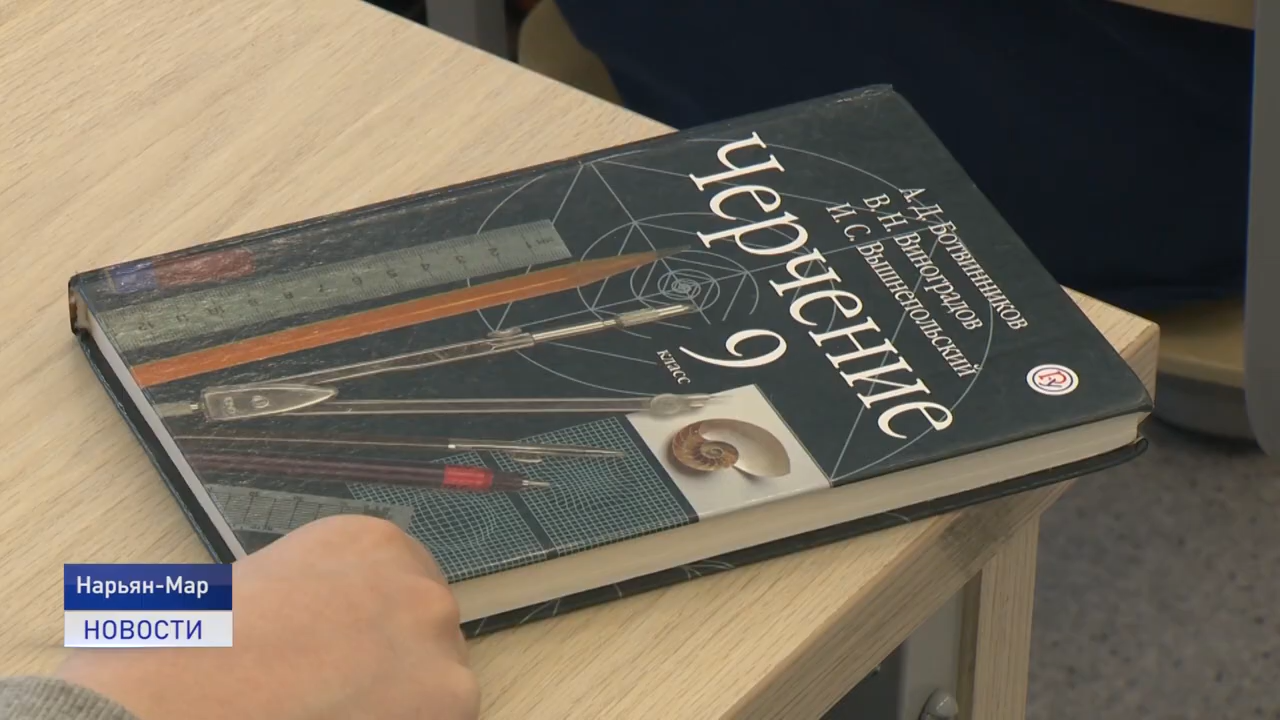 А. Д. Ботвинников
В. Н. Виноградов
И. С. Вышнепольский
Черчение
9
класс
Нарьян-Мар
НОВОСТИ